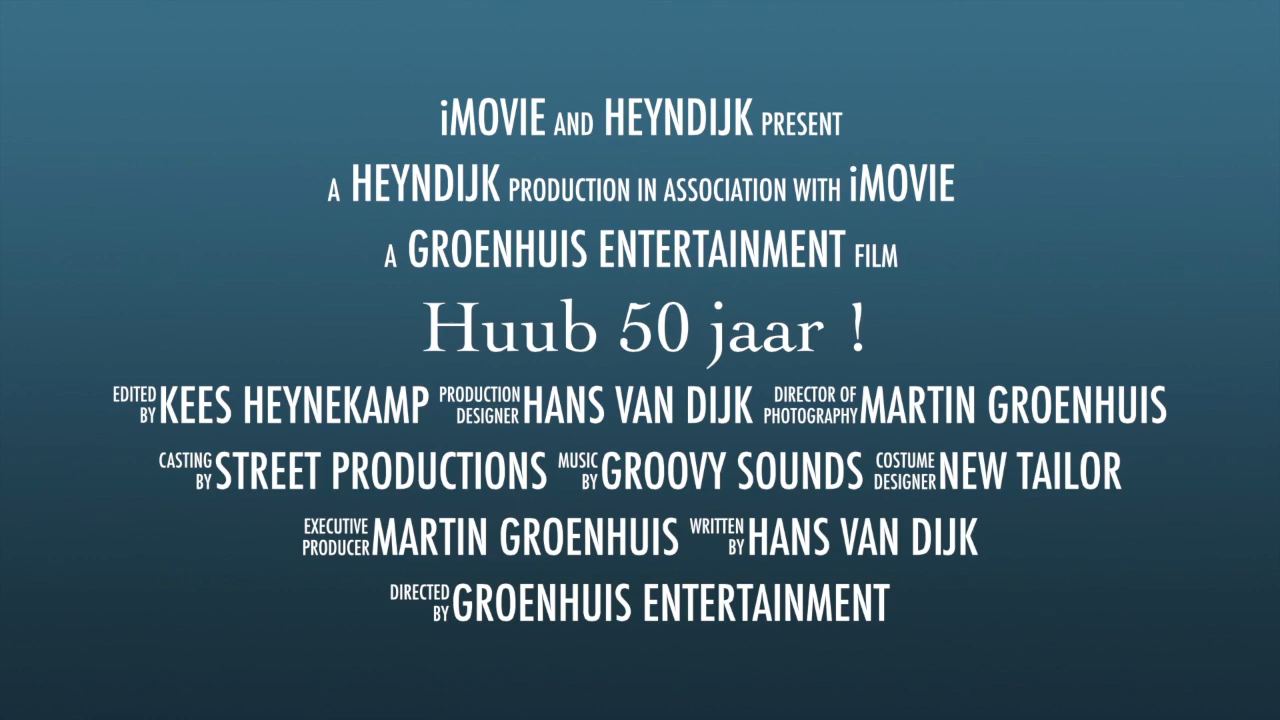 iMOVIE AND HEYNDIJK PRESENT
A HEYNDIJK PRODUCTION IN ASSOCIATION WITH iMOVIE
A GROENHUIS ENTERTAINMENT FILM
Huub 50 jaar !
EDITED BY KEES HEYNEKAMP PRODUCTION DESIGNER HANS VAN DIJK DIRECTOR OF PHOTOGRAPHY MARTIN GROENHUIS
CASTING BY STREET PRODUCTIONS MUSIC BY GROOVY SOUNDS COSTUME DESIGNER NEW TAILOR
EXECUTIVE PRODUCER MARTIN GROENHUIS WRITTEN BY HANS VAN DIJK
DIRECTED BY GROENHUIS ENTERTAINMENT